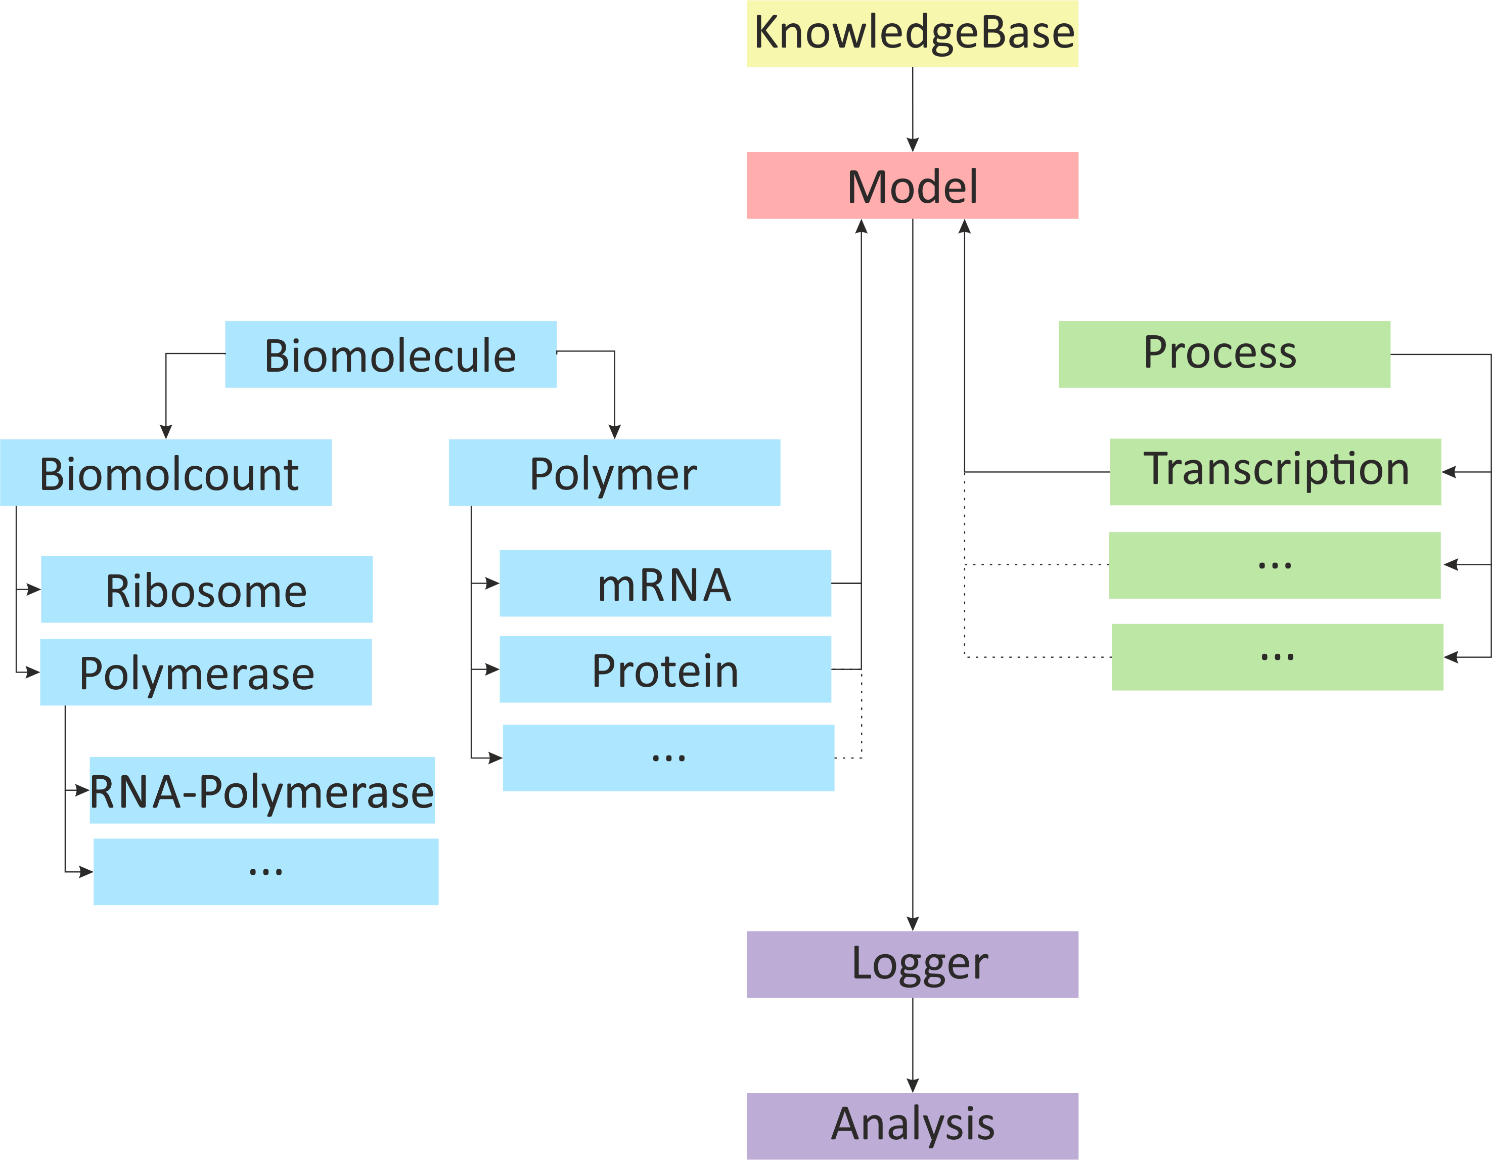 KnowledgeBase
Model
Biomolecule
Process
Biomolcount
Polymer
Transcription
Ribosome
mRNA
...
Polymerase
Protein
...
RNA-Polymerase
...
...
Logger
Analysis